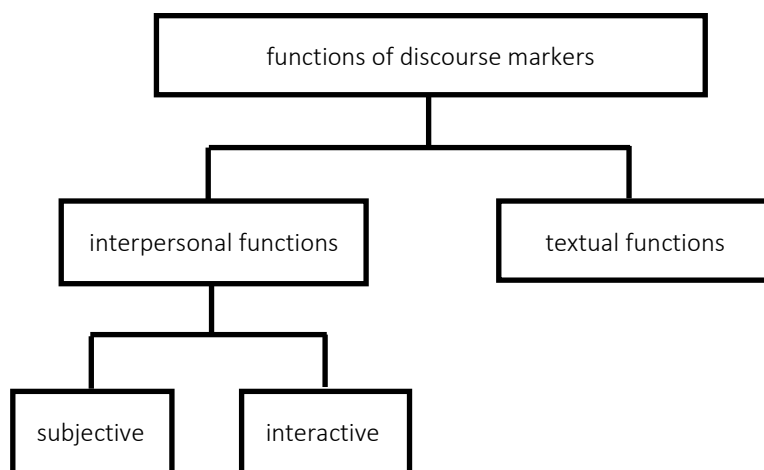 functions of discourse markers
interpersonal functions
textual functions
subjective
interactive